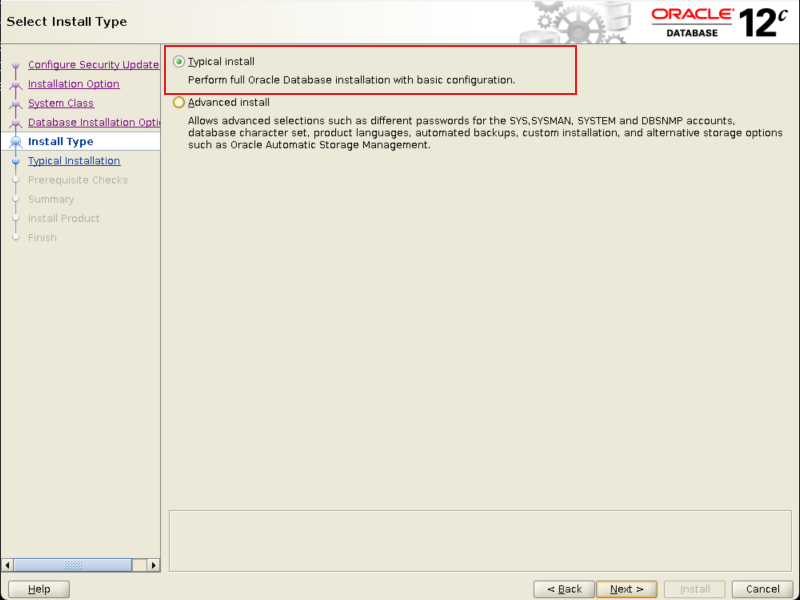 Select Install Type
ORACLE
DATABASE 12c
Configure Security Update
Installation Option
System Class
Database Installation Opti
Install Type
Typical Installation
Prerequisite Checks
Summary
Install Product
Finish
Typical install
Perform full Oracle Database installation with basic configuration.
Advanced install
Allows advanced selections such as different passwords for the SYS,SYSMAN, SYSTEM and DBSNMP accounts,
database character set, product languages, automated backups, custom installation, and alternative storage options
such as Oracle Automatic Storage Management.
Help
< Back
Next >
Install
Cancel